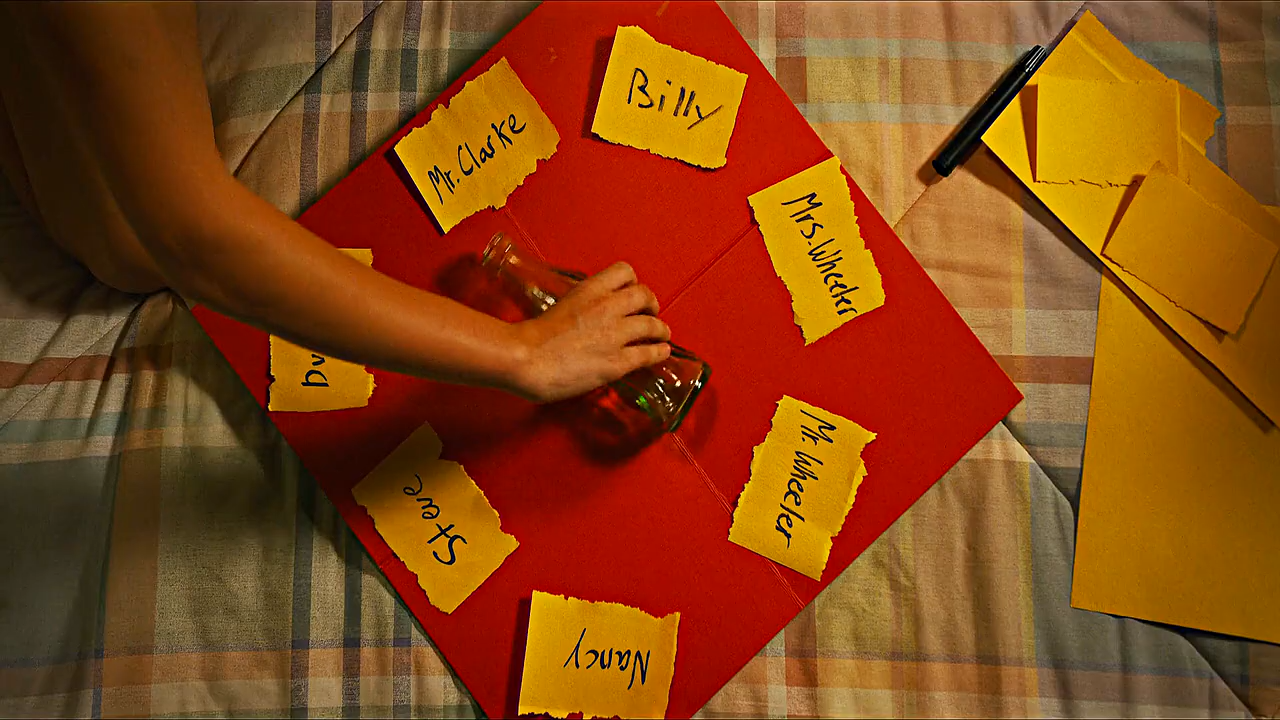 Billy
Mr. Clarke
Mrs. Wheeler
Mr. Wheeler
Steve
Nancy